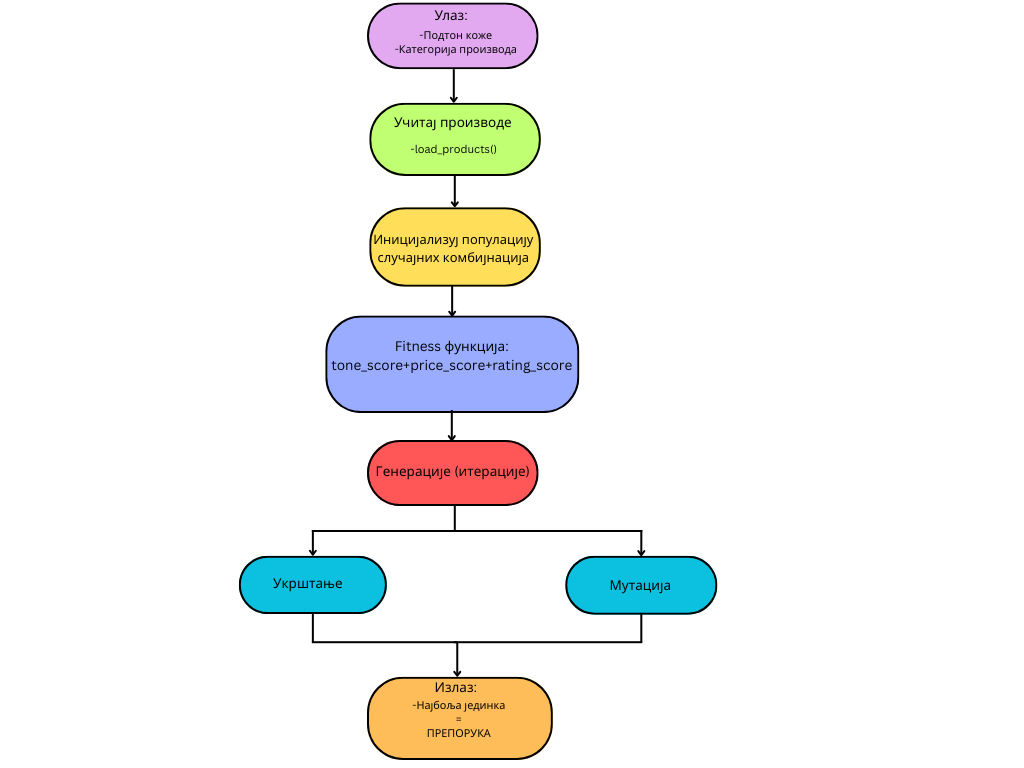 Улаз:
-Подтон коже
-Категорија производа
Учитај производе
-load_products()
Иницијализуј популацију
случајних комбијнација
Fitness функција:
tone_score+price_score+rating_score
Генерације (итерације)
Укрштање
Мутација
Излаз:
-Најбоља јединка
=
ПРЕПОРУКА